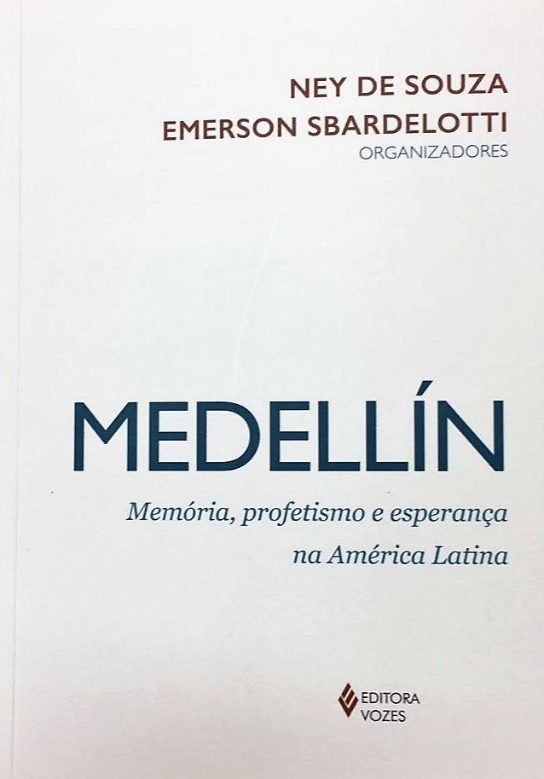 NEY DE SOUZA
EMERSON SBARDELOTTI
ORGANIZADORES
MEDELLÍN
Memória, profetismo e esperança
na América Latina
EDITORA
VOZES